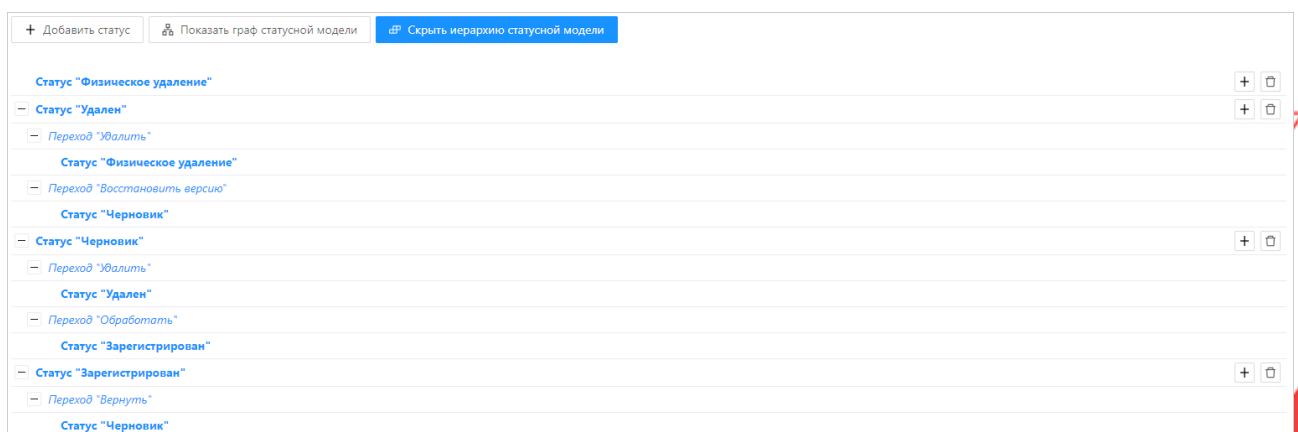 Добавить статус Показать граф статусной модели Скрыть иерархию статусной модели
Статус "Физическое удаление"
Статус "Удален"
Переход "Удалить"
Статус "Физическое удаление"
Переход "Восстановить версию"
Статус "Черновик"
Статус "Черновик"
Переход "Удалить"
Статус "Удален"
Переход "Обработать"
Статус "Зарегистрирован"
Статус "Зарегистрирован"
Переход "Вернуть"
Статус "Черновик"